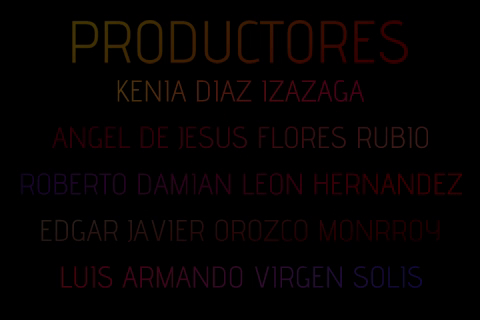 PRODUCTORES
KENIA DIAZ IZAZAGA
ANGEL DE JESUS FLORES RUBIO
ROBERTO DAMIAN LEON HERNANDEZ
EDGAR JAVIER OROZCO MONRROY
LUIS ARMANDO VIRGEN SOLIS